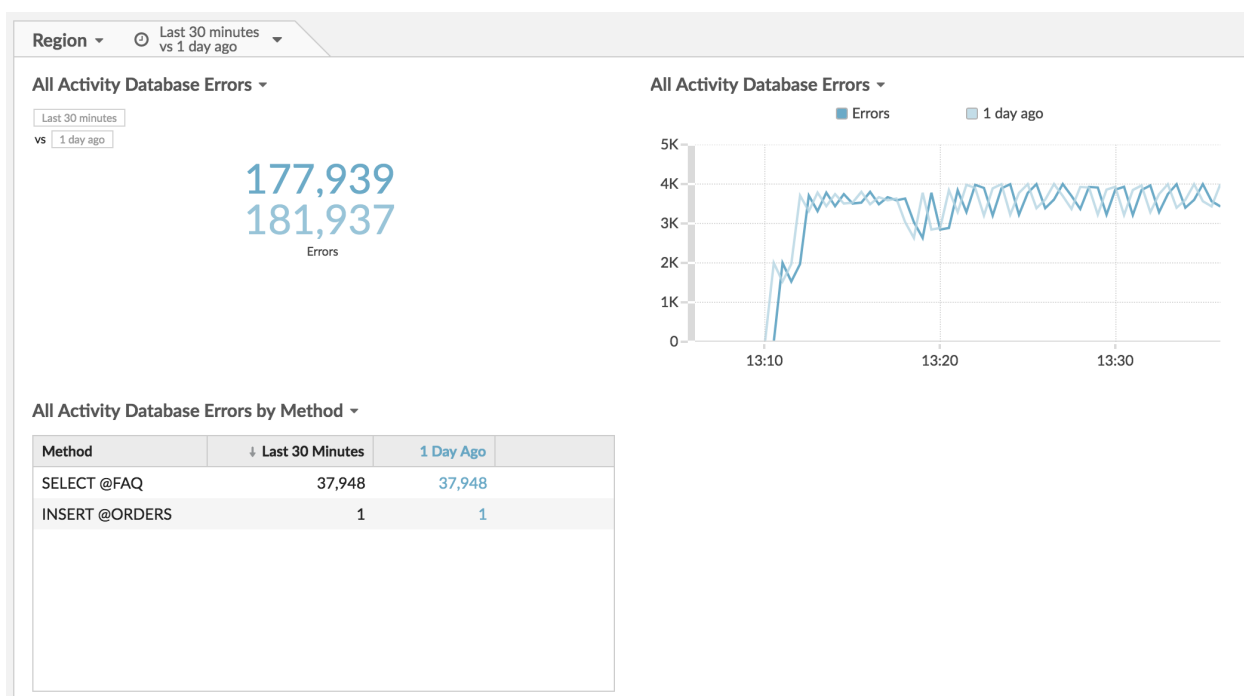 Region
Last 30 minutes
vs 1 day ago
All Activity Database Errors
Last 30 minutes
vs 1 day ago
177,939
181,937
Errors
All Activity Database Errors
Errors 1 day ago
5K
4K
3K
2K
1K
0
13:10 13:20 13:30
All Activity Database Errors by Method
Method ↓ Last 30 Minutes 1 Day Ago
SELECT @FAQ 37,948 37,948
INSERT @ORDERS 1 1